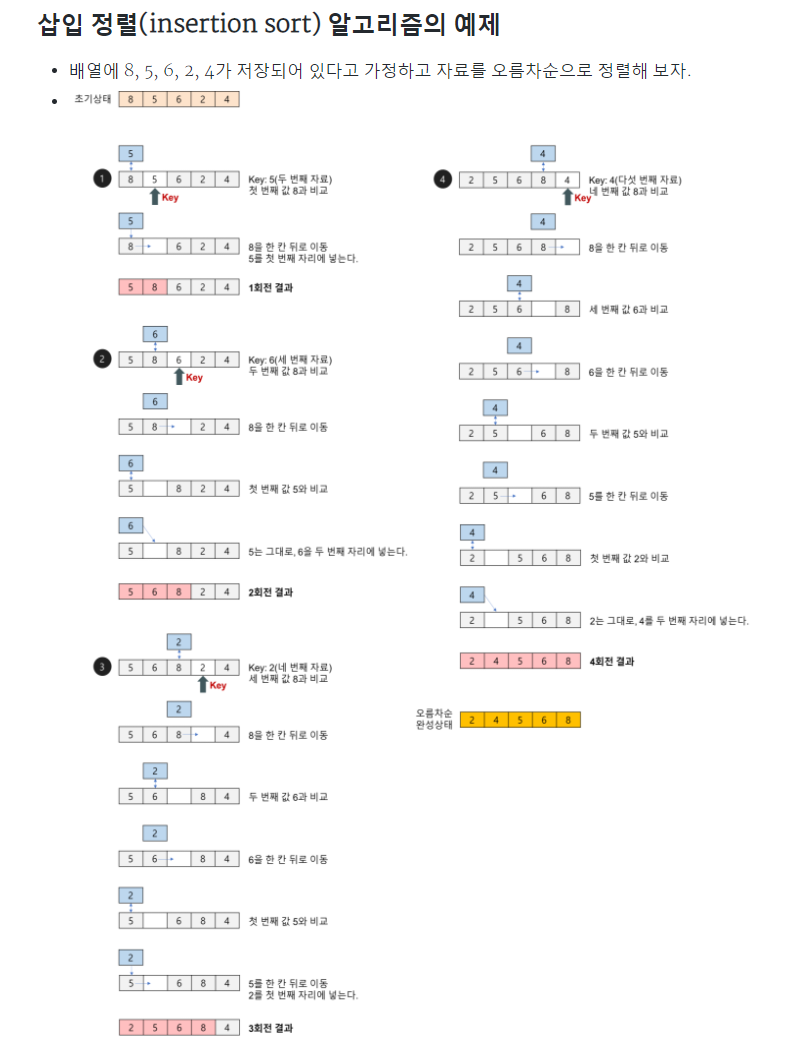 삽입 정렬(insertion sort) 알고리즘의 예제
배열에 8, 5, 6, 2, 4가 저장되어 있다고 가정하고 자료를 오름차순으로 정렬해 보자.
초기상태 8 5 6 2 4
5
1 8 5 6 2 4 Key: 5(두 번째 자료)
첫 번째 값 8과 비교
Key
5
8 6 2 4 8을 한 칸 뒤로 이동
5를 첫 번째 자리에 넣는다.
5 8 6 2 4 1회전 결과
6
2 5 8 6 2 4 Key: 6(세 번째 자료)
두 번째 값 8과 비교
Key
6
5 8 2 4 8을 한 칸 뒤로 이동
6
5 8 2 4 첫 번째 값 5와 비교
6
5 8 2 4 5는 그대로, 6을 두 번째 자리에 넣는다.
5 6 8 2 4 2회전 결과
2
3 5 6 8 2 4 Key: 2(네 번째 자료)
세 번째 값 8과 비교
Key
2
5 6 8 4 8을 한 칸 뒤로 이동
2
5 6 8 4 두 번째 값 6과 비교
2
5 6 8 4 6을 한 칸 뒤로 이동
2
5 6 8 4 첫 번째 값 5와 비교
2
5 6 8 4 5를 한 칸 뒤로 이동
2를 첫 번째 자리에 넣는다.
2 5 6 8 4 3회전 결과
4
4 2 5 6 8 4 Key: 4(다섯 번째 자료)
네 번째 값 8과 비교
Key
4
2 5 6 8 8을 한 칸 뒤로 이동
4
2 5 6 8 세 번째 값 6과 비교
4
2 5 6 8 6을 한 칸 뒤로 이동
4
2 5 6 8 두 번째 값 5와 비교
4
2 5 6 8 5를 한 칸 뒤로 이동
4
2 5 6 8 첫 번째 값 2와 비교
4
2 5 6 8 2는 그대로, 4를 두 번째 자리에 넣는다.
2 4 5 6 8 4회전 결과
오름차순
완성상태 2 4 5 6 8